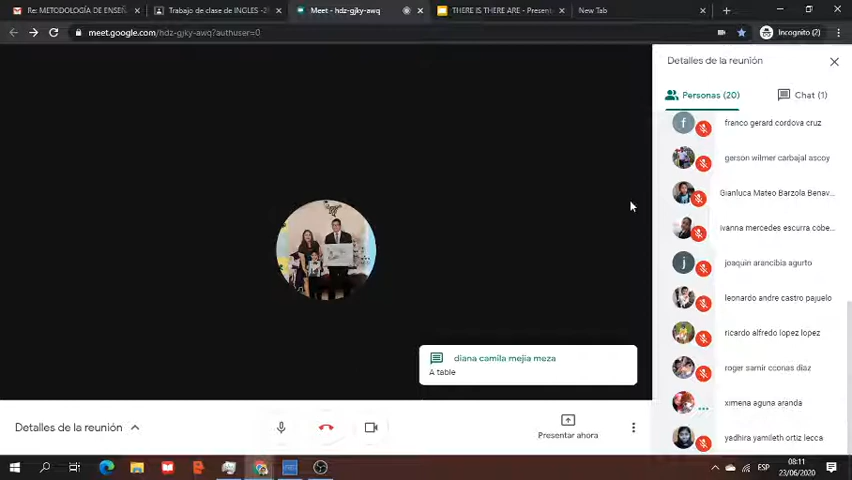 Re: METODOLOGÍA DE ENSEÑ
Trabajo de clase de INGLES -2
Meet - hdz-gjky-awq
THERE IS THERE ARE - Present
New Tab
meet.google.com/hdz-gjky-awq?authuser=0
Incognito (2)
Detalles de la reunión
Personas (20)
Chat (1)
franco gerard cordova cruz
gerson wilmer carbajal ascoy
Gianluca Mateo Barzola Benav...
ivanna mercedes escurra cobe...
joaquin arancibia agurto
leonardo andre castro pajuelo
ricardo alfredo lopez lopez
roger samir cconas diaz
ximena aguna aranda
yadhira yamileth ortiz lecca
diana camila mejia meza
A table
Detalles de la reunión
Presentar ahora
ESP
08:11
23/06/2020